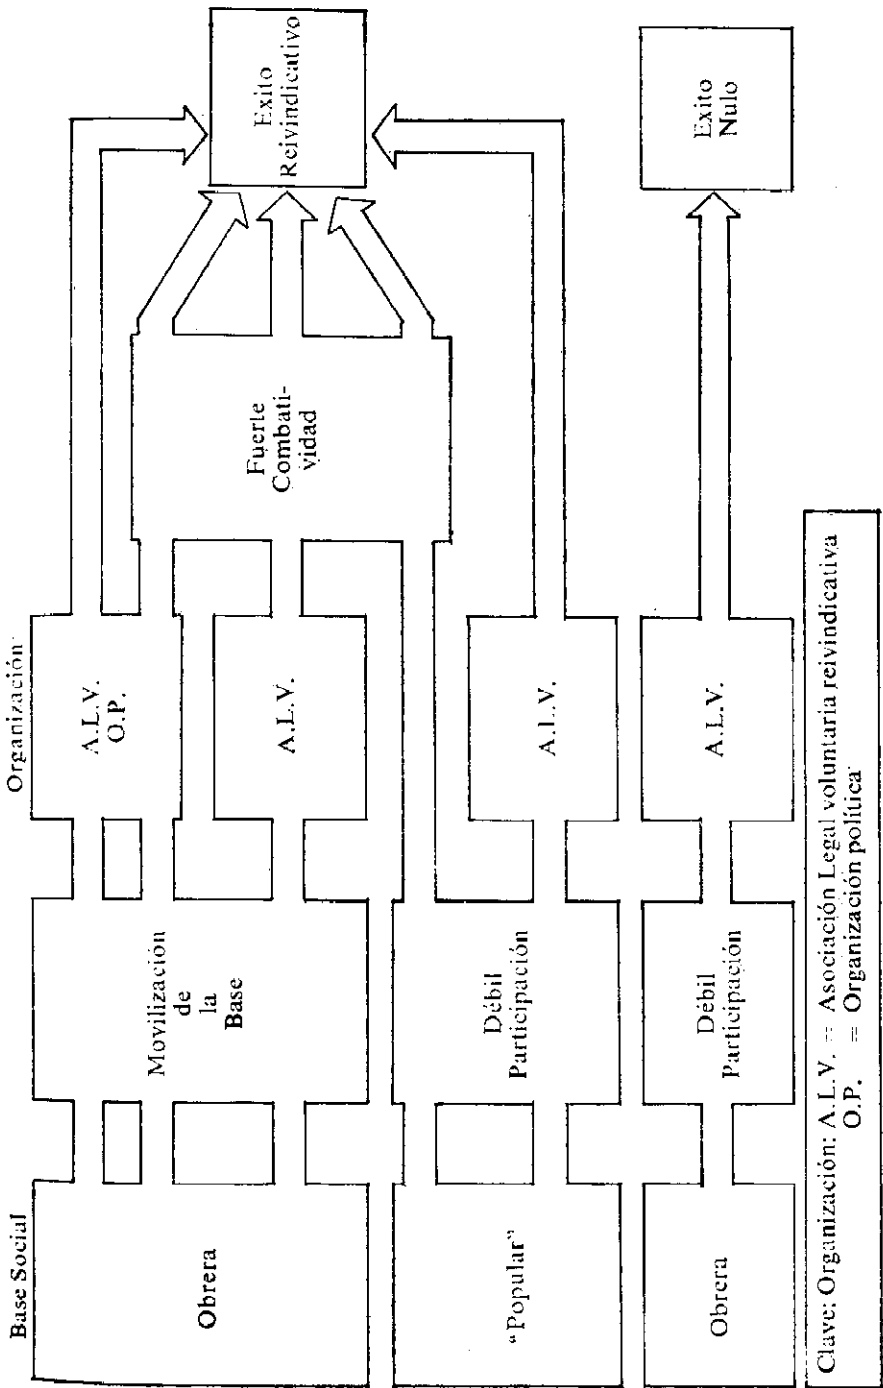 Base Social
Organización
Obrera
Movilización
de
la
Base
A.L.V.
O.P.
A.L.V.
Fuerte
Combati-
vidad
Exito
Reivindicativo
“Popular”
Débil
Participación
A.L.V.
Obrera
Débil
Participación
A.L.V.
Exito
Nulo
Clave: Organización: A.L.V. = Asociación Legal voluntaria reivindicativa
O.P. = Organización política